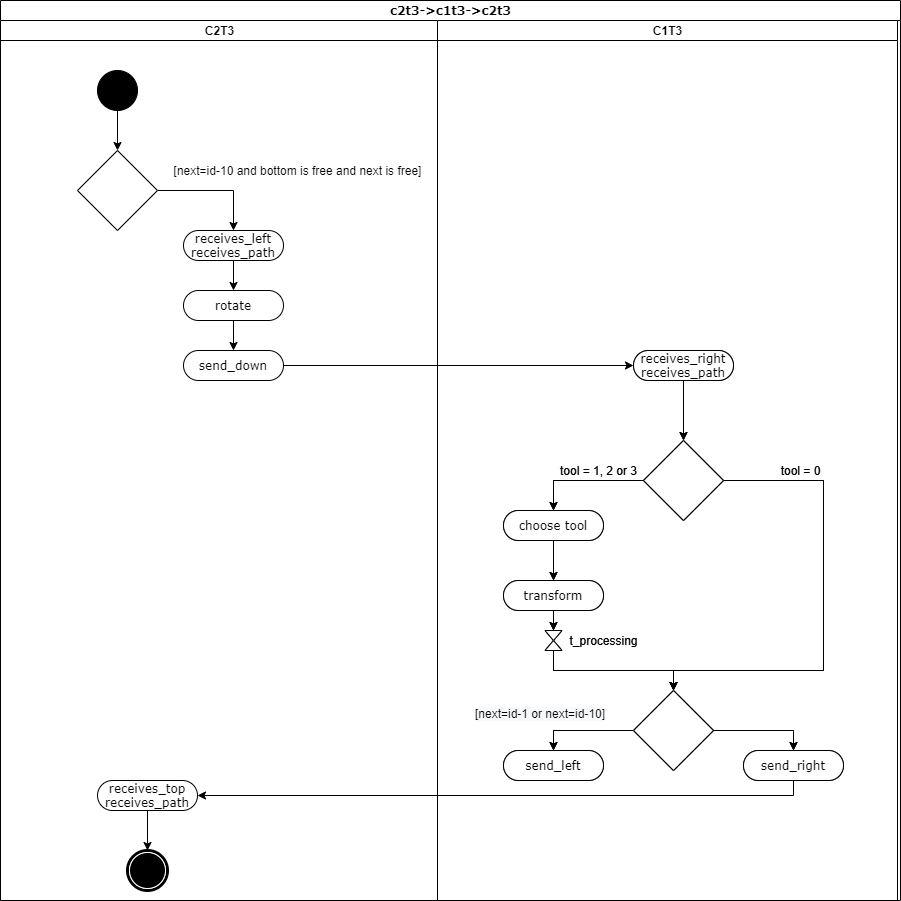 c2t3->c1t3->c2t3
C2T3
C1T3
[next=id-10 and bottom is free and next is free]
receives_left
receives_path
rotate
send_down
receives_right
receives_path
tool = 1, 2 or 3
tool = 0
choose tool
transform
t_processing
[next=id-1 or next=id-10]
send_left
send_right
receives_top
receives_path